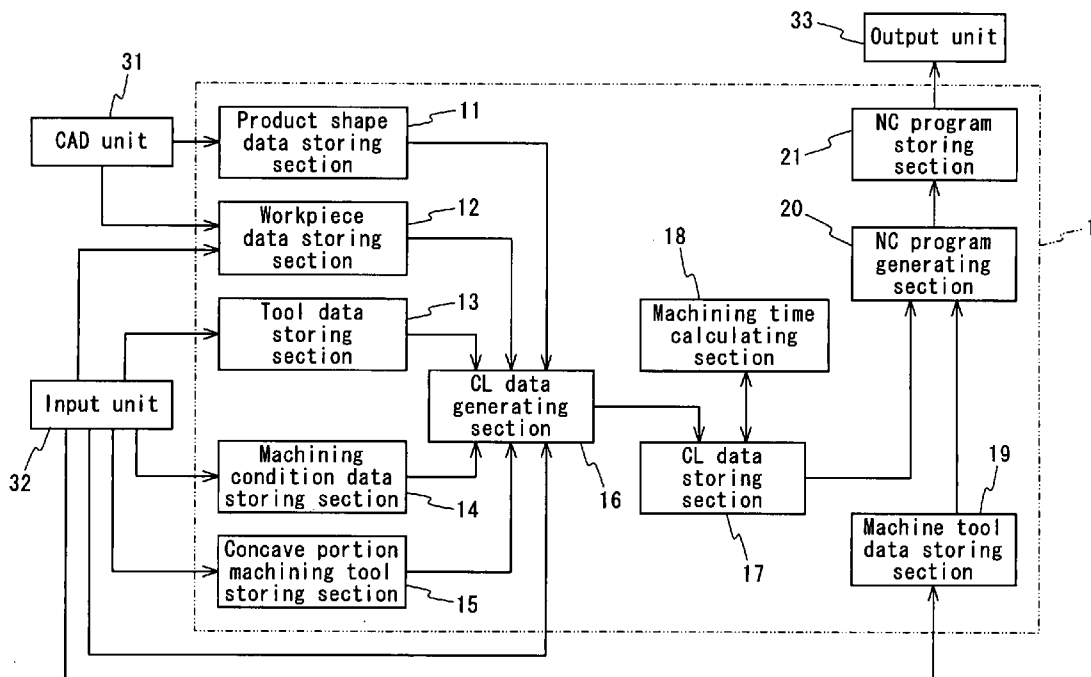 33
Output unit
31
CAD unit
11
Product shape
data storing
section
21
NC program
storing
section
12
Workpiece
data storing
section
20
NC program
generating
section
1
18
Machining time
calculating
section
13
Tool data
storing
section
CL data
generating
section
16
Input unit
32
Machining
condition data
storing section
14
CL data
storing
section
17
19
Machine tool
data storing
section
Concave portion
machining tool
storing section
15